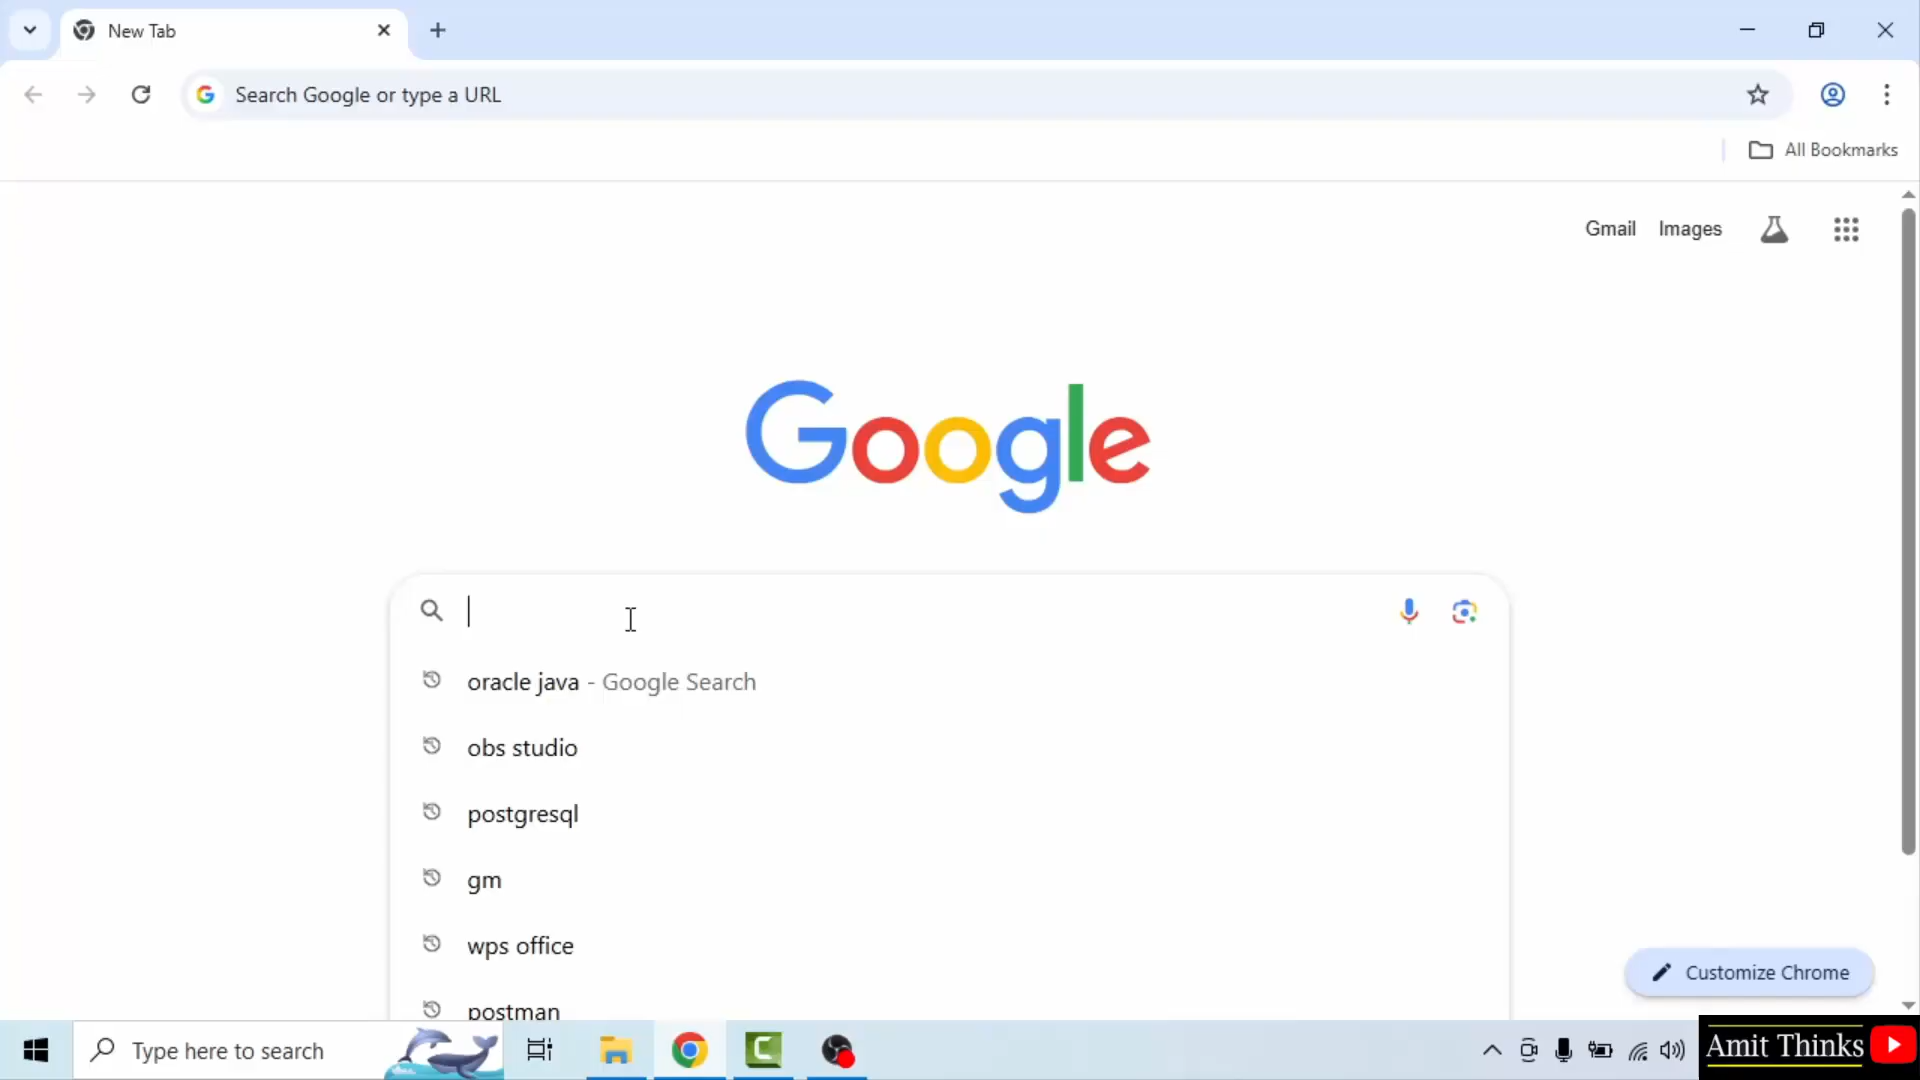 New Tab
Search Google or type a URL
All Bookmarks
Gmail Images
Google
oracle java - Google Search
obs studio
postgresql
gm
wps office
postman
Customize Chrome
Type here to search
Amit Thinks